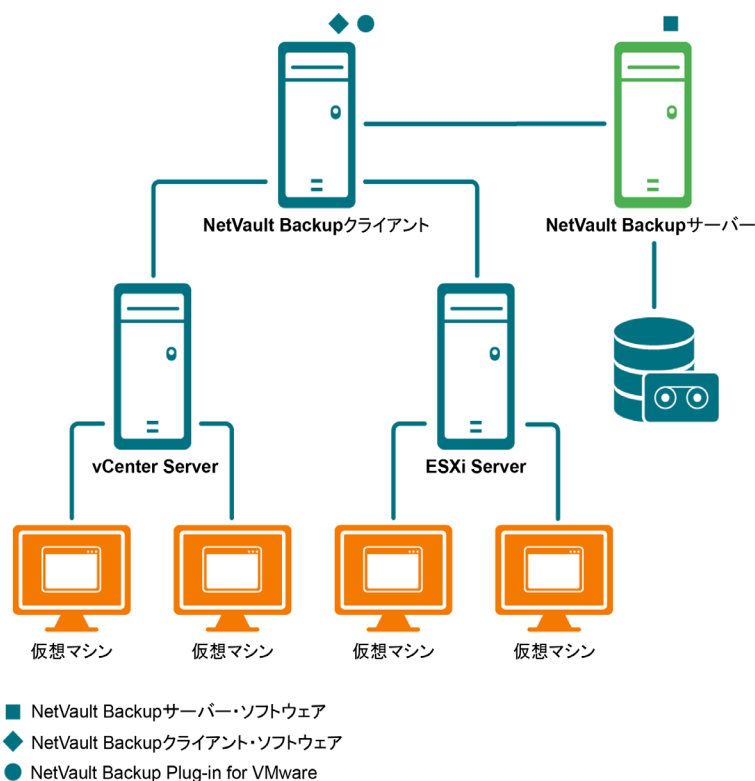 NetVault Backupクライアント
NetVault Backupサーバー
vCenter Server
ESXi Server
仮想マシン
仮想マシン
仮想マシン
仮想マシン
NetVault Backupサーバー・ソフトウェア
NetVault Backupクライアント・ソフトウェア
NetVault Backup Plug-in for VMware